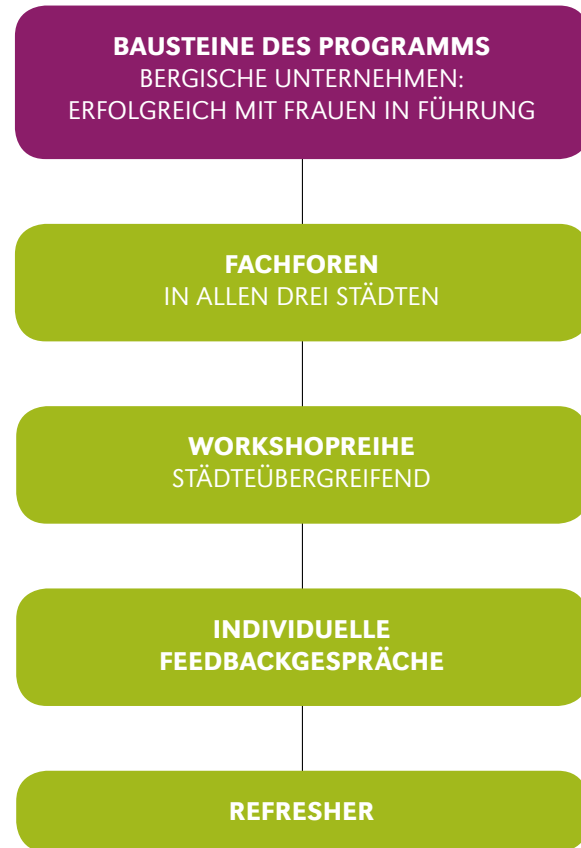 BAUSTEINE DES PROGRAMMS
BERGISCHE UNTERNEHMEN:
ERFOLGREICH MIT FRAUEN IN FÜHRUNG
FACHFOREN
IN ALLEN DREI STÄDTEN
WORKSHOPREIHE
STÄDTEÜBERGREIFEND
INDIVIDUELLE
FEEDBACKGESPRÄCHE
REFRESHER